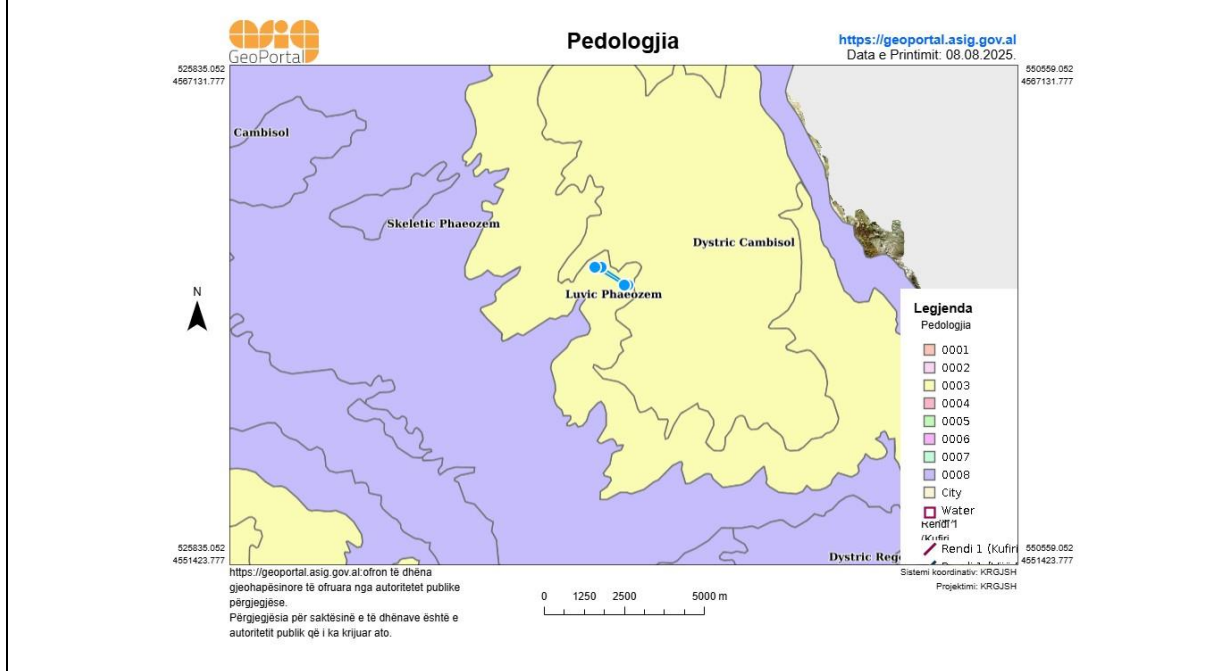 asig
GeoPortal
Pedologjia
https://geoportal.asig.gov.al
Data e Printimit: 08.08.2025.
525835.052
4567131.777
550559.052
4567131.777
Cambisol
Skeletic Phaeozem
Dystric Cambisol
Luvic Phaeozem
N
Legjenda
Pedologjia
0001
0002
0003
0004
0005
0006
0007
0008
City
Water
Rendi 1
(Kufiri
Rendi 1 (Kufiri
Dystric Reg
525835.052
4551423.777
550559.052
4551423.777
https://geoportal.asig.gov.al:ofron të dhëna
gjeohapësinore të ofruara nga autoritetet publike
përgjegjëse.
Përgjegjësia për saktësinë e të dhënave është e
autoritetit publik që i ka krijuar ato.
0 1250 2500 5000 m
Sistemi koordinativ: KRGJSH
Projektimi: KRGJSH